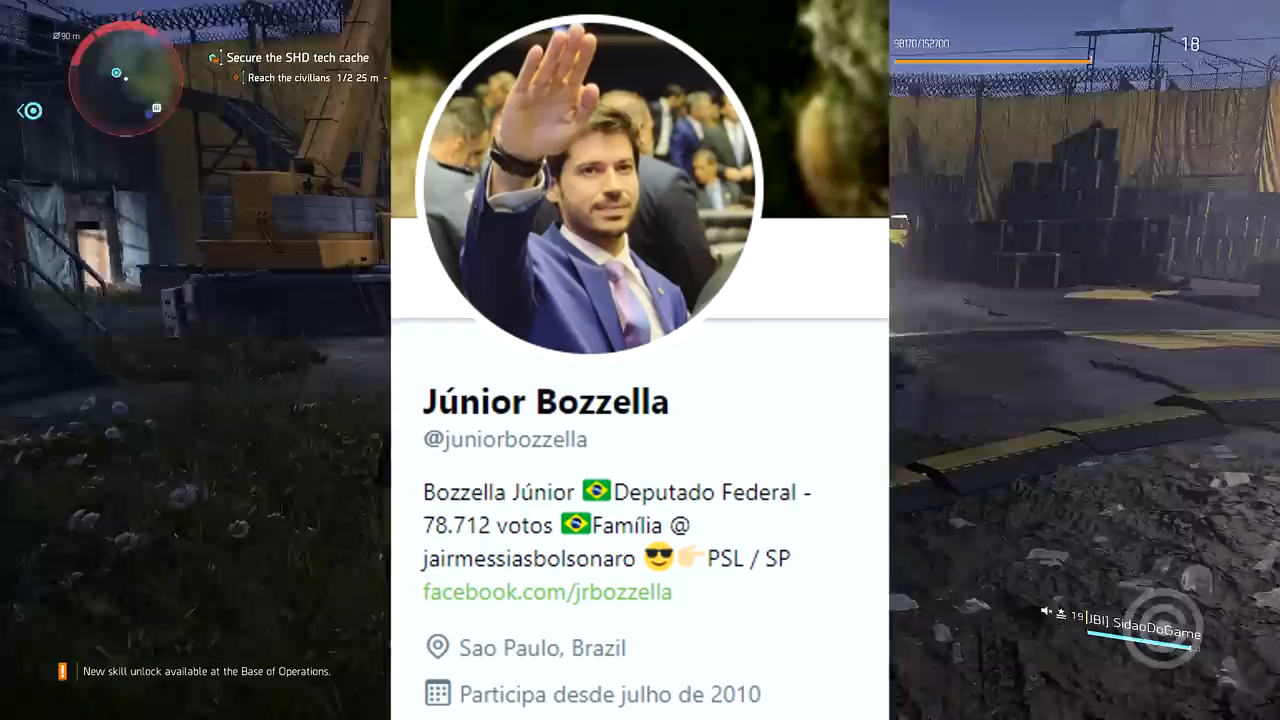 Ø 90 m
Secure the SHD tech cache
Reach the civilians 1/2 25 m
98170/152700
18
Júnior Bozzella
@juniorbozzella
Bozzella Júnior 🇧🇷Deputado Federal -
78.712 votos 🇧🇷Família @
jairmessiasbolsonaro 😎👉PSL / SP
facebook.com/jrbozzella
Sao Paulo, Brazil
Participa desde julho de 2010
19 [JBI] SidaoDoGame
! New skill unlock available at the Base of Operations.